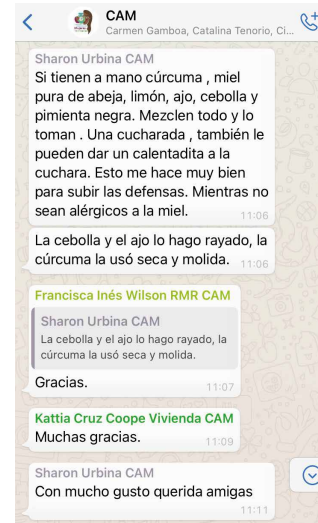 CAM
Carmen Gamboa, Catalina Tenorio, Ci...
Sharon Urbina CAM
Si tienen a mano cúrcuma , miel
pura de abeja, limón, ajo, cebolla y
pimienta negra. Mezclen todo y lo
toman . Una cucharada , también le
pueden dar un calentadita a la
cuchara. Esto me hace muy bien
para subir las defensas. Mientras no
sean alérgicos a la miel.
11:06
La cebolla y el ajo lo hago rayado, la
cúrcuma la usó seca y molida.
11:06
Francisca Inés Wilson RMR CAM
Sharon Urbina CAM
La cebolla y el ajo lo hago rayado, la
cúrcuma la usó seca y molida.
Gracias.
11:07
Kattia Cruz Coope Vivienda CAM
Muchas gracias.
11:09
Sharon Urbina CAM
Con mucho gusto querida amigas
11:11